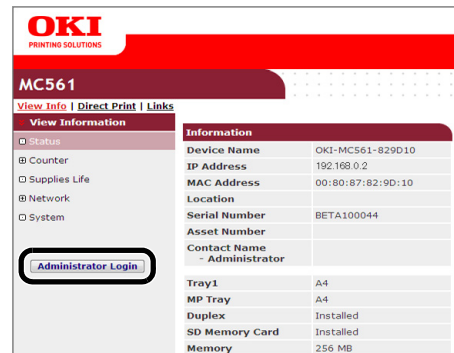 OKI
PRINTING SOLUTIONS
MC561
View Info | Direct Print | Links
View Information
Status
Counter
Supplies Life
Network
System
Administrator Login
Information
Device Name OKI-MC561-829D10
IP Address 192.168.0.2
MAC Address 00:80:87:82:9D:10
Location
Serial Number BETA100044
Asset Number
Contact Name
- Administrator
Tray1 A4
MP Tray A4
Duplex Installed
SD Memory Card Installed
Memory 256 MB